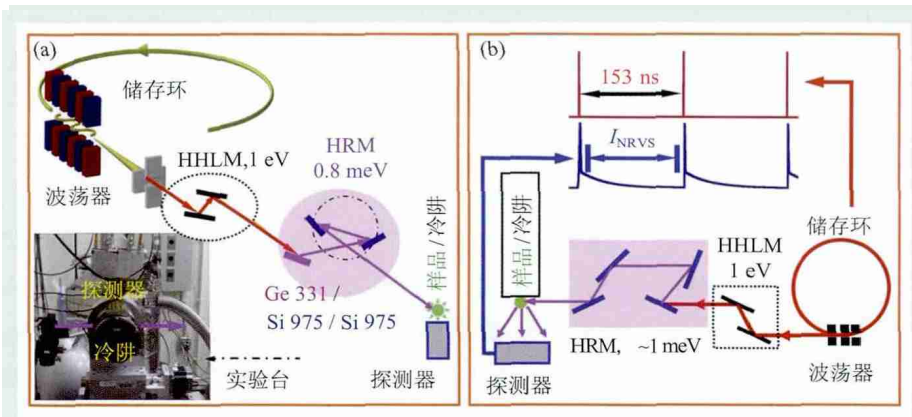 (a)
储存环
波荡器
HHLM,1 eV
HRM
0.8 meV
Ge 331 /
Si 975 / Si 975
样品/冷阱
探测器
探测器
冷阱
实验台
(b)
153 ns
I_NRVS
样品/冷阱
储存环
HHLM
1 eV
HRM, ~1 meV
探测器
波荡器